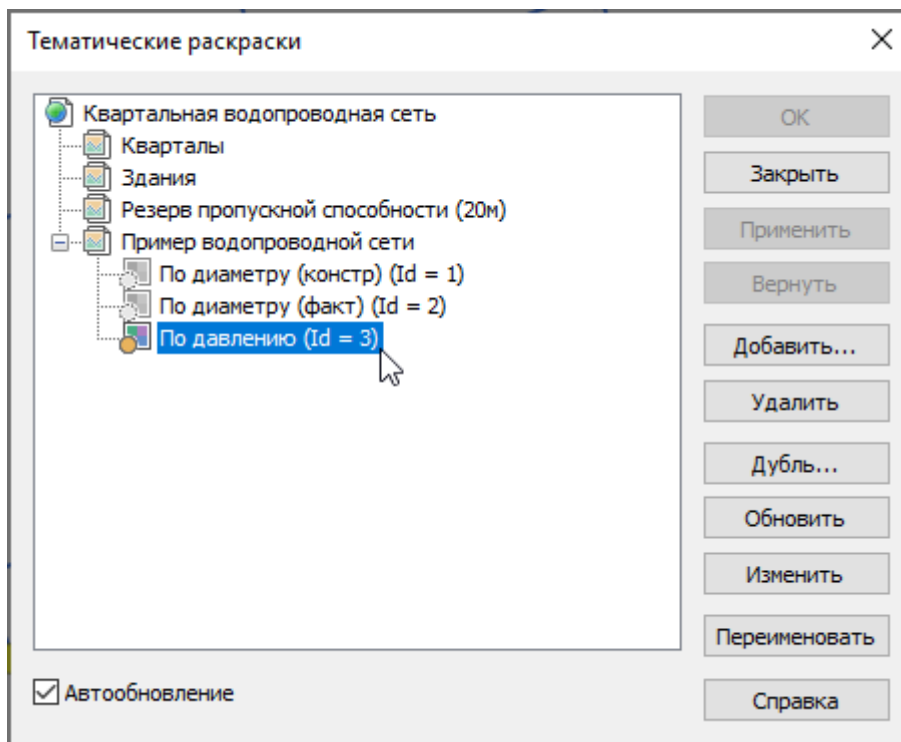 Тематические раскраски
Квартальная водопроводная сеть
Кварталы
Здания
Резерв пропускной способности (20м)
Пример водопроводной сети
По диаметру (констр) (Id = 1)
По диаметру (факт) (Id = 2)
По давлению (Id = 3)
Автообновление
OK
Закрыть
Применить
Вернуть
Добавить...
Удалить
Дубль...
Обновить
Изменить
Переименовать
Справка